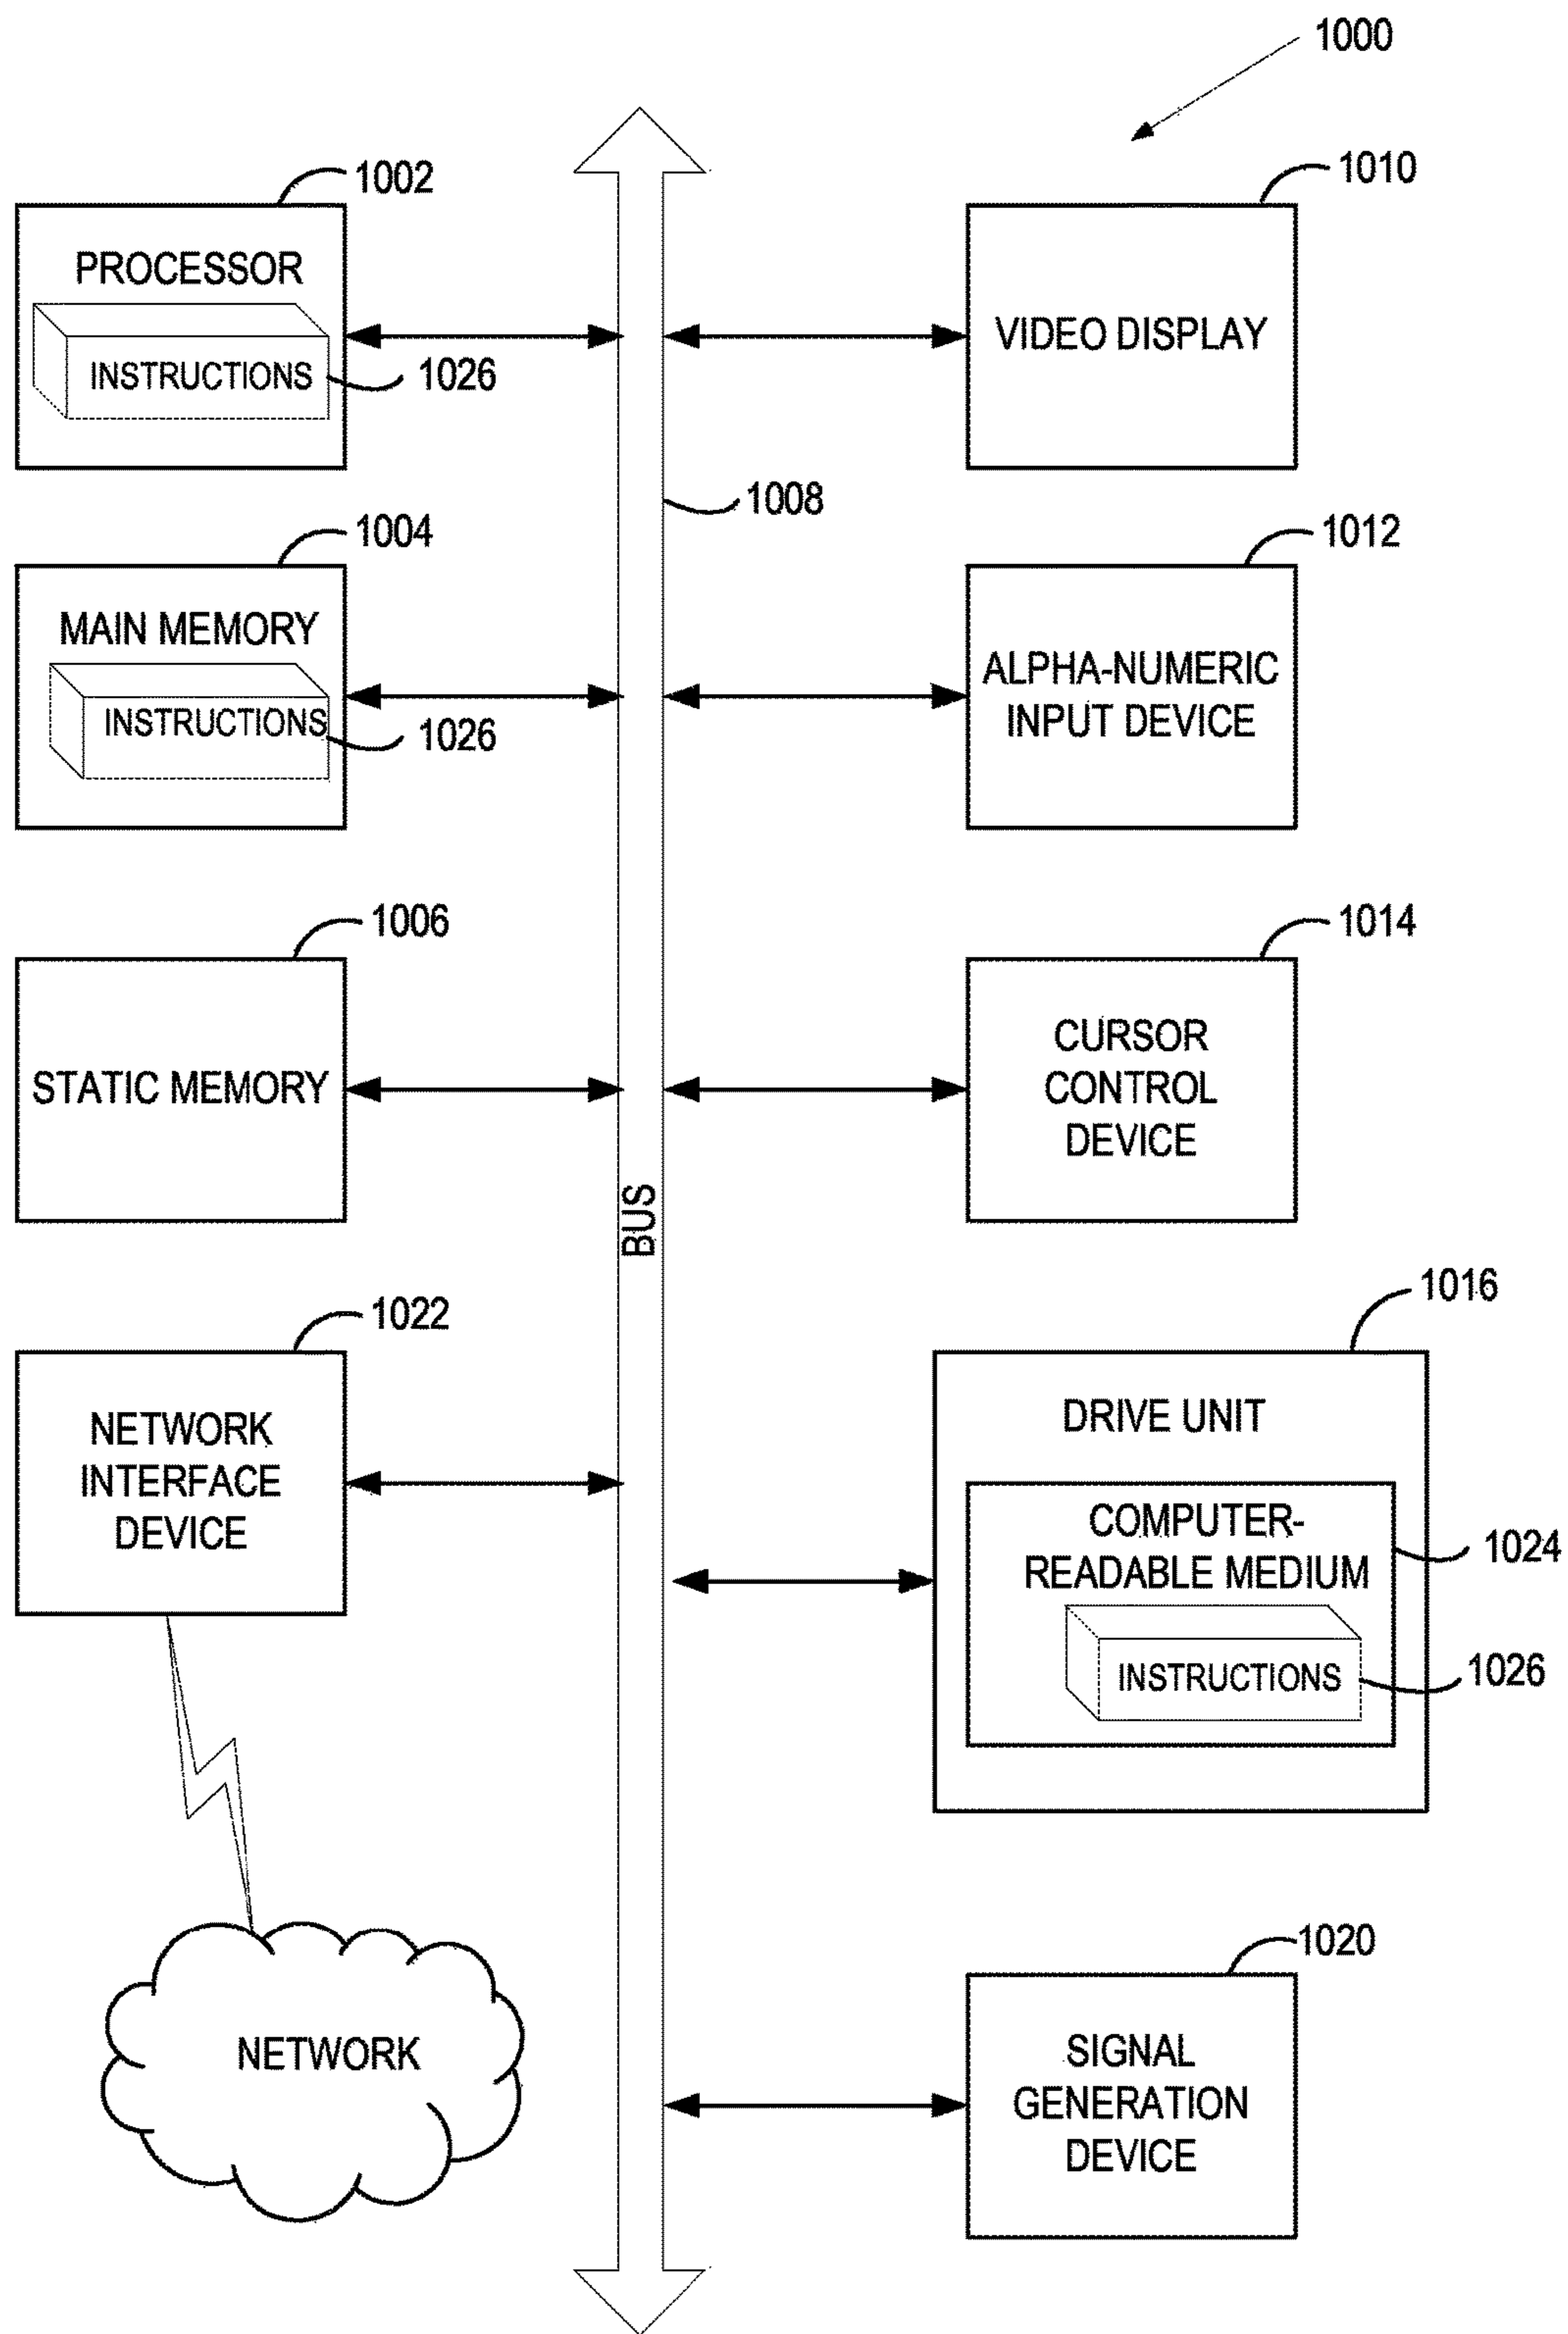 1000
1002
PROCESSOR
INSTRUCTIONS
1026
1010
VIDEO DISPLAY
1008
1004
MAIN MEMORY
INSTRUCTIONS
1026
1012
ALPHA-NUMERIC
INPUT DEVICE
1006
STATIC MEMORY
1014
CURSOR
CONTROL
DEVICE
BUS
1022
NETWORK
INTERFACE
DEVICE
1016
DRIVE UNIT
COMPUTER-
READABLE MEDIUM
1024
INSTRUCTIONS
1026
NETWORK
1020
SIGNAL
GENERATION
DEVICE